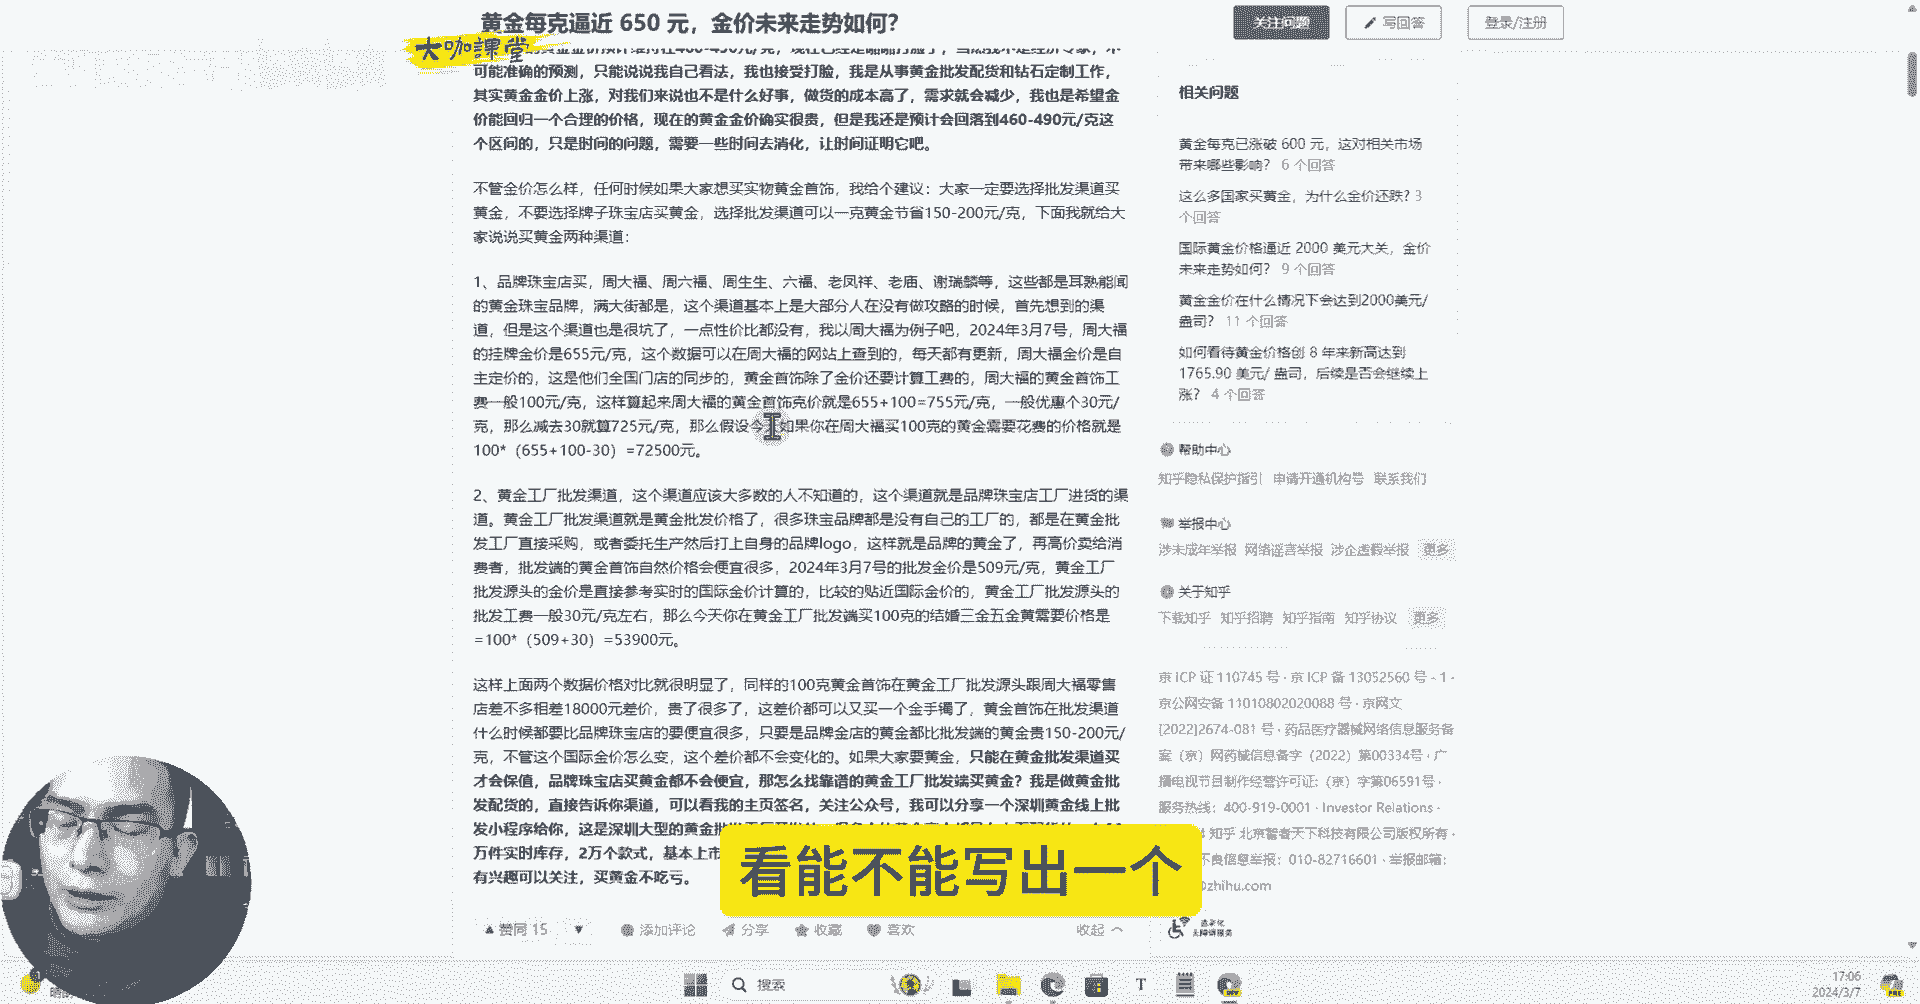 黄金每克逼近 650 元，金价未来走势如何？
关注问题
写回答
登录/注册
大咖課堂
可能准确的预测，只能说说我自己看法，我也接受打脸，我是从事黄金批发配货和钻石定制工作，
其实黄金金价上涨，对我们来说也不是什么好事，做货的成本高了，需求就会减少，我也是希望金
价能回归一个合理的价格，现在的黄金金价确实很贵，但是我还是预计会回落到460-490元/克这
个区间的，只是时间的问题，需要一些时间去消化，让时间证明它吧。
不管金价怎么样，任何时候如果大家想买实物黄金首饰，我给个建议：大家一定要选择批发渠道买
黄金，不要选择牌子珠宝店买黄金，选择批发渠道可以一克黄金节省150-200元/克，下面我就给大
家说说买黄金两种渠道：
1、品牌珠宝店买，周大福、周六福、周生生、六福、老凤祥、老庙、谢瑞麟等，这些都是耳熟能闻
的黄金珠宝品牌，满大街都是，这个渠道基本上是大部分人在没有做攻略的时候，首先想到的渠
道，但是这个渠道也是很坑了，一点性价比都没有，我以周大福为例子吧，2024年3月7号，周大福
的挂牌金价是655元/克，这个数据可以在周大福的网站上查到的，每天都有更新，周大福金价是自
主定价的，这是他们全国门店的同步的，黄金首饰除了金价还要计算工费的，周大福的黄金首饰工
费一般100元/克，这样算起来周大福的黄金首饰克价就是655+100=755元/克，一般优惠个30元/
克，那么减去30就算725元/克，那么假设今 如果你在周大福买100克的黄金需要花费的价格就是
100*（655+100-30）=72500元。
2、黄金工厂批发渠道，这个渠道应该大多数的人不知道的，这个渠道就是品牌珠宝店工厂进货的渠
道。黄金工厂批发渠道就是黄金批发价格了，很多珠宝品牌都是没有自己的工厂的，都是在黄金批
发工厂直接采购，或者委托生产然后打上自身的品牌logo，这样就是品牌的黄金了，再高价卖给消
费者，批发端的黄金首饰自然价格会便宜很多，2024年3月7号的批发金价是509元/克，黄金工厂
批发源头的金价是直接参考实时的国际金价计算的，比较的贴近国际金价的，黄金工厂批发源头的
批发工费一般30元/克左右，那么今天你在黄金工厂批发端买100克的结婚三金五金黄需要价格是
=100*（509+30）=53900元。
这样上面两个数据价格对比就很明显了，同样的100克黄金首饰在黄金工厂批发源头跟周大福零售
店差不多相差18000元差价，贵了很多了，这差价都可以又买一个金手镯了，黄金首饰在批发渠道
什么时候都要比品牌珠宝的要便宜很多，只要是品牌金店的黄金都比批发端的黄金贵150-200元/
克，不管这个国际金价怎么变，这个差价都不会变化的。如果大家要黄金，只能在黄金批发渠道买
才会保值，品牌珠宝店买黄金都不会便宜，那怎么找靠谱的黄金工厂批发端买黄金？我是做黄金批
发配货的，直接告诉你渠道，可以看我的主页签名，关注公众号，我可以分享一个深圳黄金线上批
发小程序给你，这是深圳大型的黄金批
万件实时库存，2万个款式，基本上市
有兴趣可以关注，买黄金不吃亏。
看能不能写出一个
赞同 15
添加评论
分享
收藏
喜欢
收起
相关问题
黄金每克已涨破 600 元，这对相关市场
带来哪些影响？ 6 个回答
这么多国家买黄金，为什么金价还跌？ 3
个回答
国际黄金价格逼近 2000 美元大关，金价
未来走势如何？ 9 个回答
黄金金价在什么情况下会达到2000美元/
盎司？ 11 个回答
如何看待黄金价格创 8 年来新高达到
1765.90 美元/ 盎司，后续是否会继续上
涨？ 4 个回答
帮助中心
知乎隐私保护指引 申请开通机构号 联系我们
举报中心
涉未成年举报 网络谣言举报 涉企虚假举报 更多
关于知乎
下载知乎 知乎招聘 知乎指南 知乎协议 更多
京 ICP 证 110745 号 · 京 ICP 备 13052560 号 - 1 ·
京公网安备 11010802020088 号 · 京网文
[2022]2674-081 号 · 药品医疗器械网络信息服务备
案（京）网药械信息备字（2022）第00334号 · 广
播电视节目制作经营许可证:（京）字第06591号 ·
服务热线：400-919-0001 · Investor Relations ·
知乎 北京智者天下科技有限公司版权所有 ·
不良信息举报：010-82716601 · 举报邮箱：
zhihu.com
无障碍服务
搜索
17:06
2024/3/7